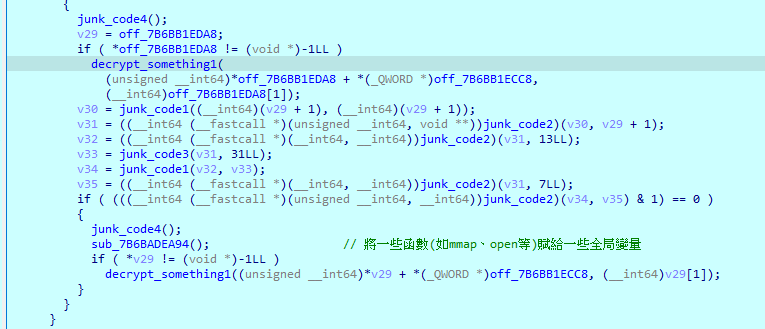 {
junk_code4();
v29 = off_7B6BB1EDA8;
if ( *off_7B6BB1EDA8 != (void *)-1LL )
decrypt_something1(
(unsigned __int64)*off_7B6BB1EDA8 + *(_QWORD *)off_7B6BB1ECC8,
(__int64)off_7B6BB1EDA8[1]);
v30 = junk_code1((__int64)(v29 + 1), (__int64)(v29 + 1));
v31 = ((__int64 (__fastcall *)(unsigned __int64, void **))junk_code2)(v30, v29 + 1);
v32 = ((__int64 (__fastcall *)(__int64, __int64))junk_code2)(v31, 13LL);
v33 = junk_code3(v31, 31LL);
v34 = junk_code1(v32, v33);
v35 = ((__int64 (__fastcall *)(__int64, __int64))junk_code2)(v31, 7LL);
if ( (((__int64 (__fastcall *)(unsigned __int64, __int64))junk_code2)(v34, v35) & 1) == 0 )
{
junk_code4();
sub_7B6BADEA94(); // 將一些函數(如mmap、open等)賦給一些全局變量
if ( *v29 != (void *)-1LL )
decrypt_something1((unsigned __int64)*v29 + *(_QWORD *)off_7B6BB1ECC8, (__int64)v29[1]);
}
}
}